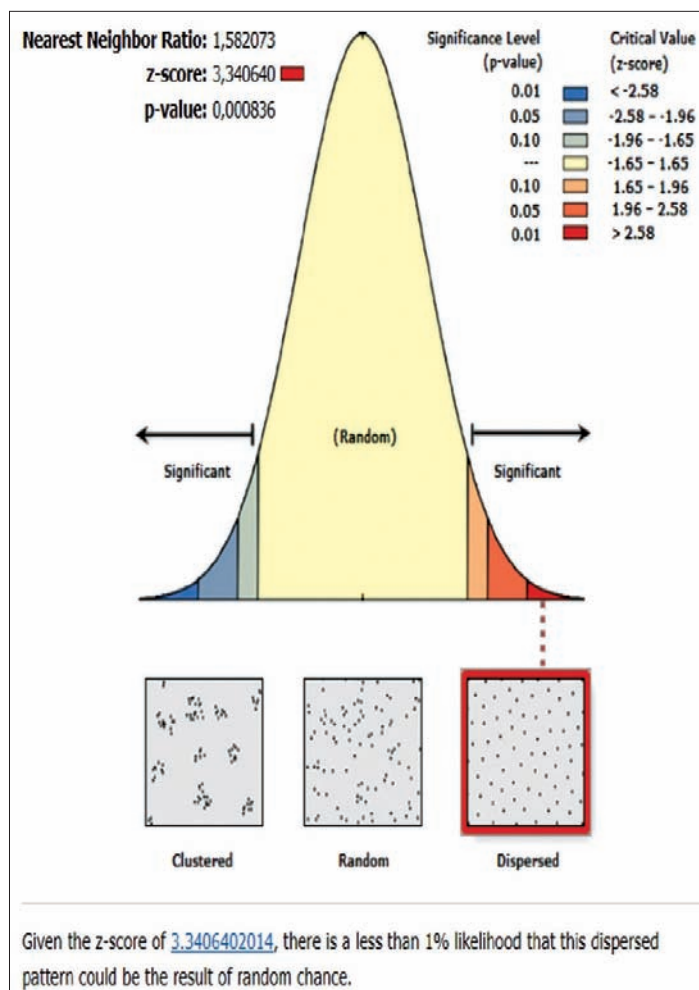 Nearest Neighbor Ratio: 1,582073
z-score: 3,340640
p-value: 0,000836
Significance Level
(p-value)
Critical Value
(z-score)
0.01 < -2.58
0.05 -2.58 – -1.96
0.10 -1.96 – -1.65
--- -1.65 – 1.65
0.10 1.65 – 1.96
0.05 1.96 – 2.58
0.01 > 2.58
(Random)
Significant
Significant
Clustered
Random
Dispersed
Given the z-score of 3.3406402014, there is a less than 1% likelihood that this dispersed
pattern could be the result of random chance.